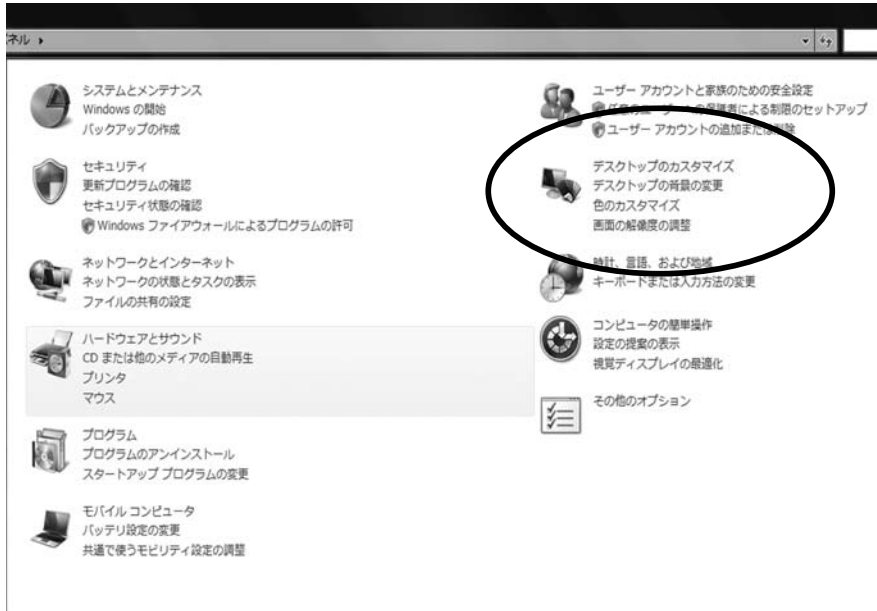 ネル
システムとメンテナンス
Windows の開始
バックアップの作成
セキュリティ
更新プログラムの確認
セキュリティ状態の確認
Windows ファイアウォールによるプログラムの許可
ネットワークとインターネット
ネットワークの状態とタスクの表示
ファイルの共有の設定
ハードウェアとサウンド
CD または他のメディアの自動再生
プリンタ
マウス
プログラム
プログラムのアンインストール
スタートアップ プログラムの変更
モバイル コンピュータ
バッテリ設定の変更
共通で使うモビリティ設定の調整
ユーザー アカウントと家族のための安全設定
任意のユーザーの保護者による制限のセットアップ
ユーザー アカウントの追加または削除
デスクトップのカスタマイズ
デスクトップの背景の変更
色のカスタマイズ
画面の解像度の調整
時計、言語、および地域
キーボードまたは入力方法の変更
コンピュータの簡単操作
設定の提案の表示
視覚ディスプレイの最適化
その他のオプション